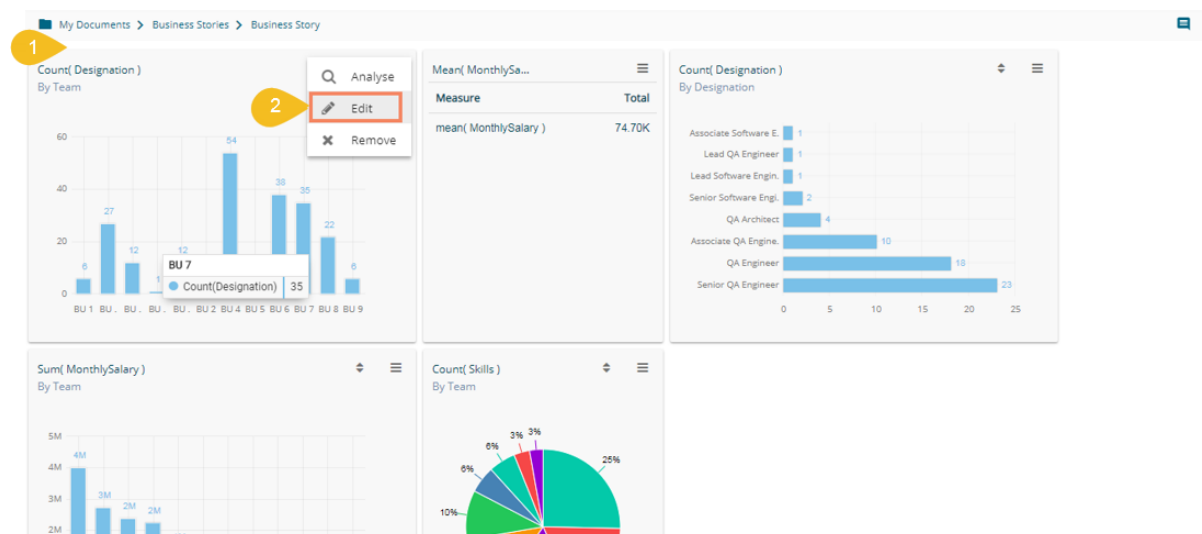 My Documents > Business Stories > Business Story
1
Count( Designation )
By Team
Analyse
2
Edit
Remove
60
40
20
0
6
27
12
1
12
54
38
35
22
6
BU 7
Count(Designation) 35
BU 1 BU . BU. BU. BU. BU 2 BU 4 BU 5 BU 6 BU 7 BU 8 BU 9
Mean( MonthlySa...
Measure Total
mean( MonthlySalary ) 74.70K
Count( Designation )
By Designation
Associate Software E. 1
Lead QA Engineer 1
Lead Software Engin. 1
Senior Software Engi. 2
QA Architect 4
Associate QA Engine. 10
QA Engineer 18
Senior QA Engineer 23
0 5 10 15 20 25
Sum( MonthlySalary )
By Team
5M
4M
3M
2M
4M
3M
2M
2M
Count( Skills )
By Team
3%
3%
6%
6%
10%
25%